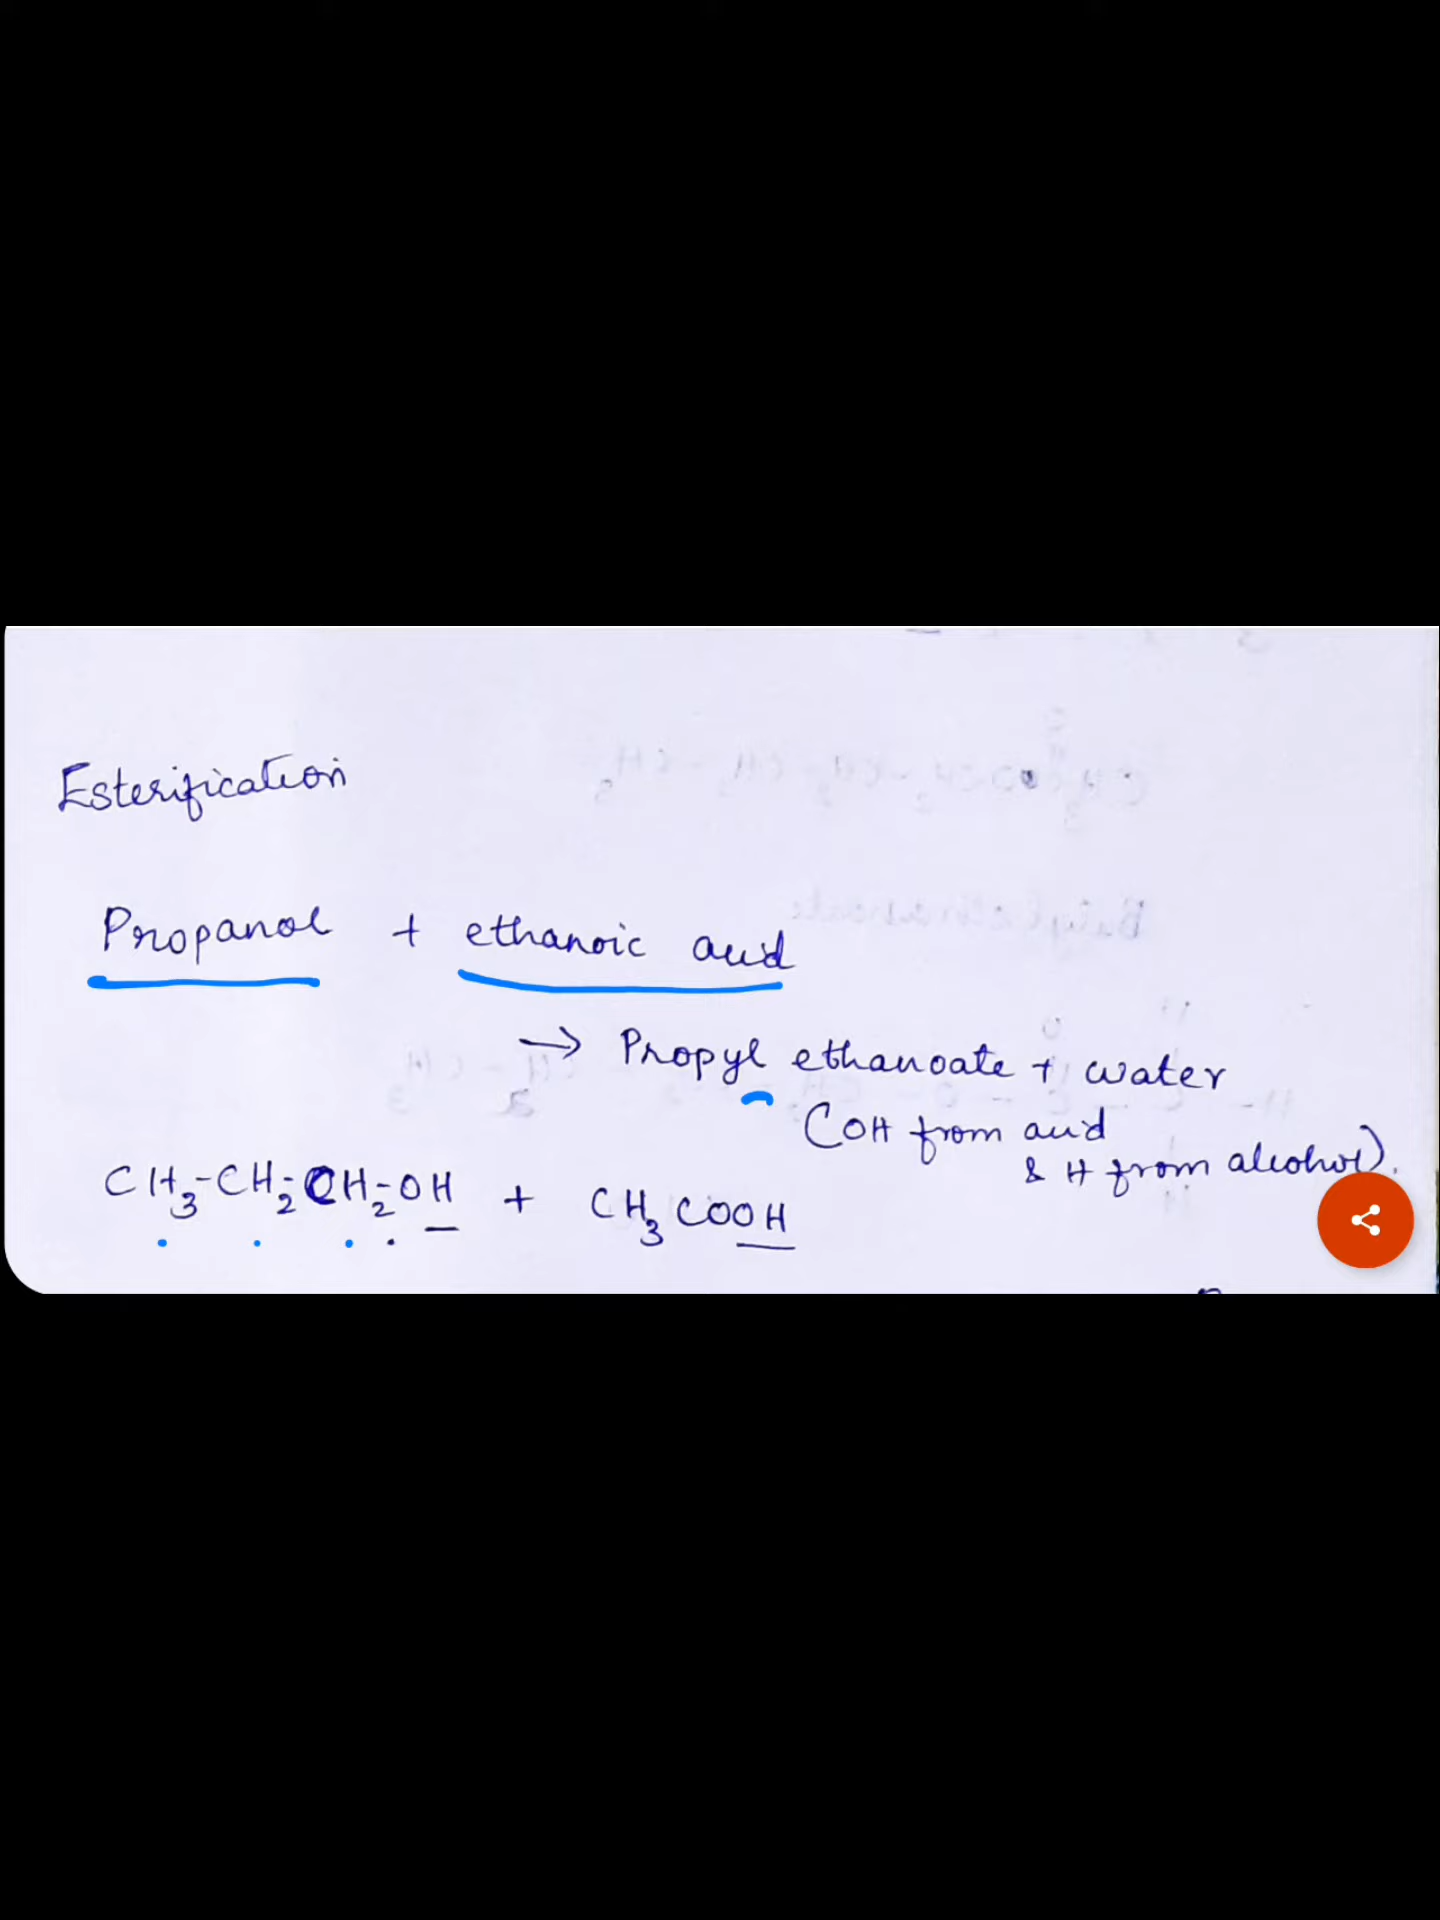 Esterification
Propanol + ethanoic acid
→ Propyl ethanoate + water
(OH from acid
& H from alcohol).
CH₃-CH₂-CH₂-OH + CH₃COOH